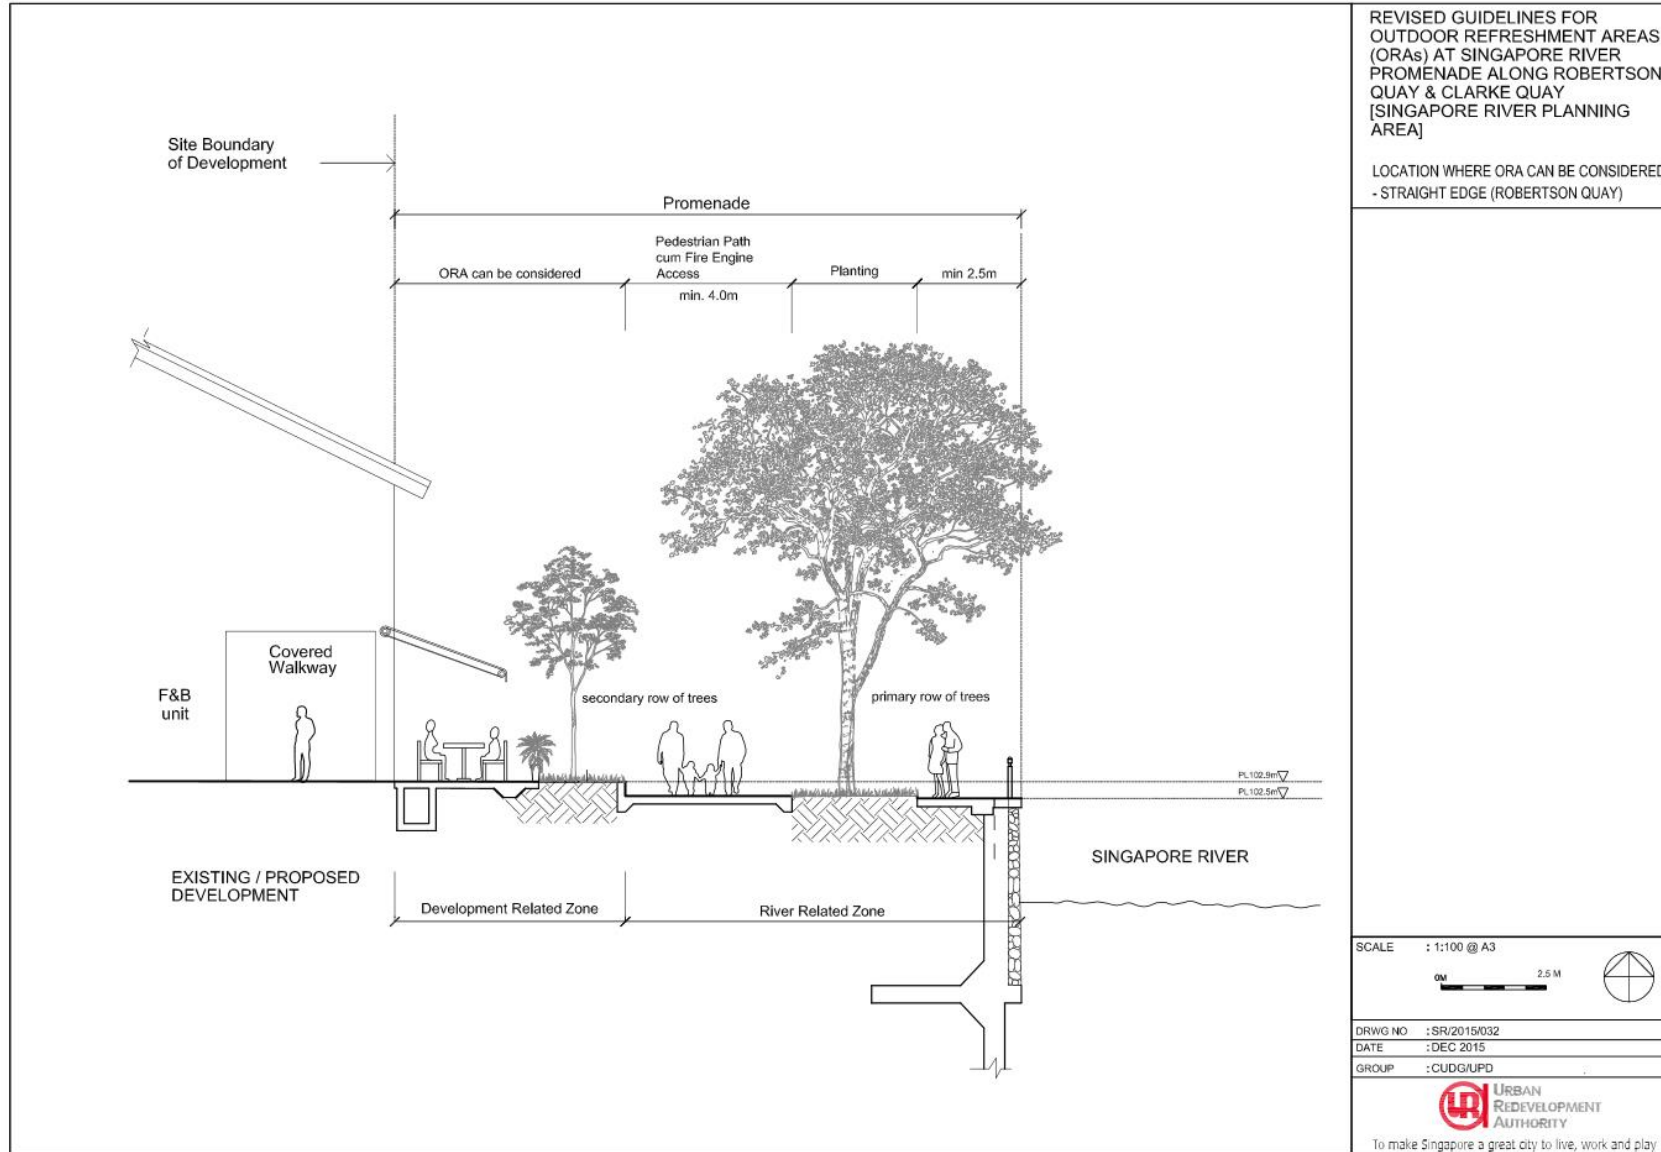 REVISED GUIDELINES FOR
OUTDOOR REFRESHMENT AREAS
(ORAs) AT SINGAPORE RIVER
PROMENADE ALONG ROBERTSON
QUAY & CLARKE QUAY
[SINGAPORE RIVER PLANNING
AREA]
LOCATION WHERE ORA CAN BE CONSIDERED
- STRAIGHT EDGE (ROBERTSON QUAY)
Site Boundary
of Development
Promenade
ORA can be considered
Pedestrian Path
cum Fire Engine
Access
min. 4.0m
Planting
min 2.5m
Covered
Walkway
F&B
unit
secondary row of trees
primary row of trees
PL102.9m
PL102.5m
SINGAPORE RIVER
EXISTING / PROPOSED
DEVELOPMENT
Development Related Zone
River Related Zone
SCALE : 1:100 @ A3
0M 2.5 M
DRWG NO : SR/2015/032
DATE : DEC 2015
GROUP : CUDG/UPD
URBAN
REDEVELOPMENT
AUTHORITY
To make Singapore a great city to live, work and play